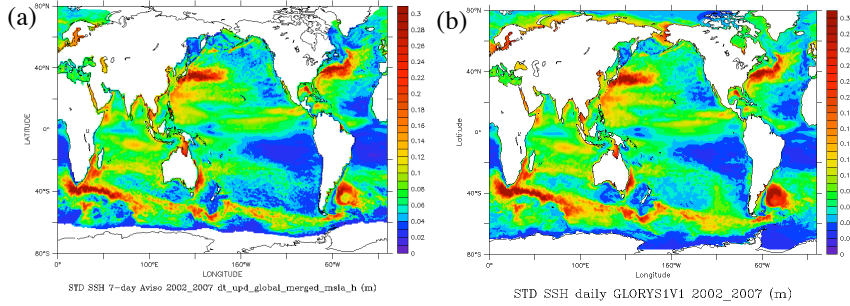 (a)
80°N
40°N
0°
40°S
80°S
LATITUDE
0°
100°E
160°W
60°W
LONGITUDE
0.3
0.28
0.26
0.24
0.22
0.2
0.18
0.16
0.14
0.12
0.1
0.08
0.06
0.04
0.02
0
STD SSH 7-day Aviso 2002_2007 dt_upd_global_merged_msla_h (m)
(b)
80°N
40°N
0°
40°S
80°S
Latitude
0°
100°E
160°W
60°W
Longitude
0.3
0.28
0.26
0.24
0.22
0.2
0.18
0.16
0.14
0.12
0.1
0.08
0.06
0.04
0.02
0
STD SSH daily GLORYS1V1 2002_2007 (m)